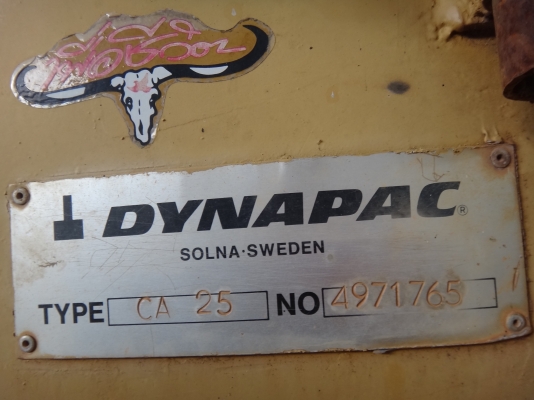 DYNAPAC®
SOLNA·SWEDEN
TYPE CA 25 NO 4971765